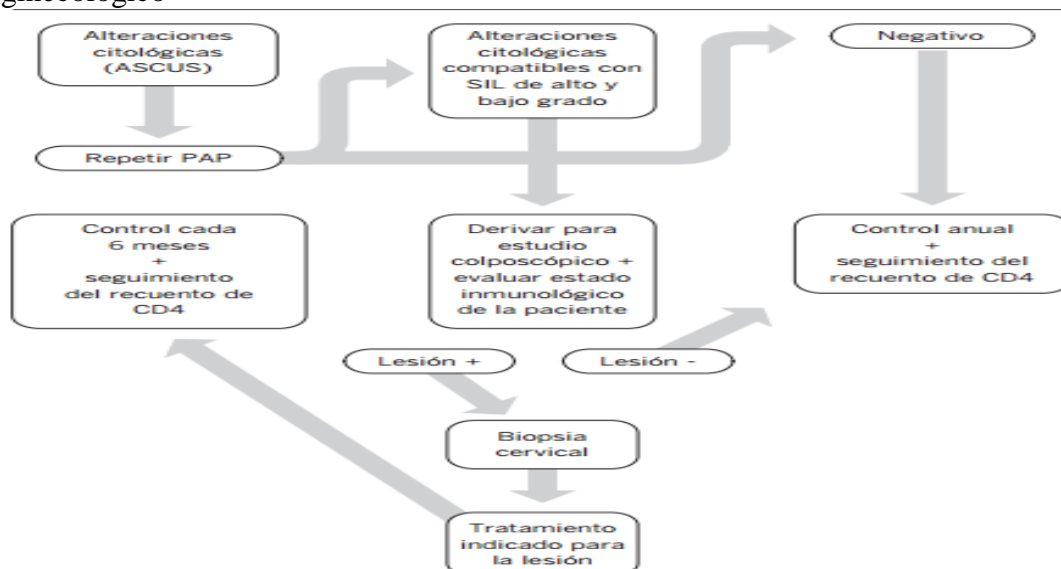 ginecológico
Alteraciones
citológicas
(ASCUS)
Alteraciones
citológicas
compatibles con
SIL de alto y
bajo grado
Negativo
Repetir PAP
Control cada
6 meses
+
seguimiento
del recuento de
CD4
Derivar para
estudio
colposcópico +
evaluar estado
inmunológico
de la paciente
Control anual
+
seguimiento del
recuento de CD4
Lesión +
Lesión -
Biopsia
cervical
Tratamiento
indicado para
la lesión